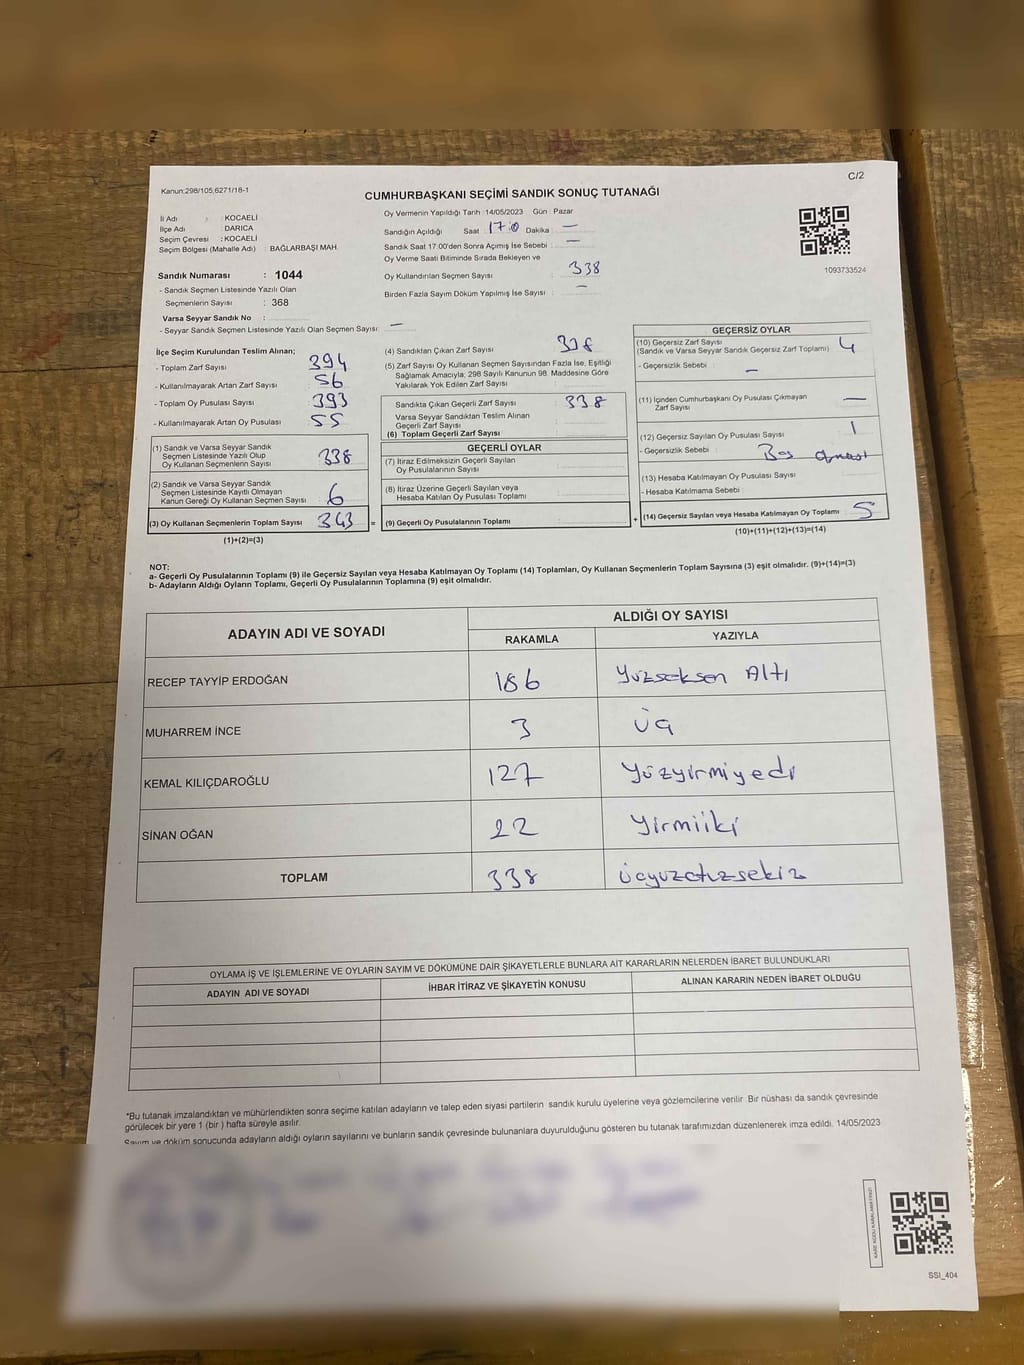 C/2
Kanun:298/105,6271/18-1
CUMHURBAŞKANI SEÇİMİ SANDIK SONUÇ TUTANAĞI
İl Adı : KOCAELİ
İlçe Adı : DARICA
Seçim Çevresi : KOCAELİ
Seçim Bölgesi (Mahalle Adı) : BAĞLARBAŞI MAH.
Sandık Numarası : 1044
- Sandık Seçmen Listesinde Yazılı Olan
Seçmenlerin Sayısı : 368
Varsa Seyyar Sandık No :
- Seyyar Sandık Seçmen Listesinde Yazılı Olan Seçmen Sayısı : —
Oy Vermenin Yapıldığı Tarih :14/05/2023 Gün : Pazar
Sandığın Açıldığı Saat 17:0 Dakika : —
Sandık Saat 17:00'den Sonra Açımış İse Sebebi : —
Oy Verme Saati Bitiminde Sırada Bekleyen ve
Oy Kullandırılan Seçmen Sayısı : 338
Birden Fazla Sayım Döküm Yapılmış İse Sayısı : —
1093733524
İlçe Seçim Kurulundan Teslim Alınan;
- Toplam Zarf Sayısı : 394
- Kullanılmayarak Artan Zarf Sayısı : 56
- Toplam Oy Pusulası Sayısı : 393
- Kullanılmayarak Artan Oy Pusulası : 55
(1) Sandık ve Varsa Seyyar Sandık
Seçmen Listesinde Yazılı Olup
Oy Kullanan Seçmenlerin Sayısı : 338
(2) Sandık ve Varsa Seyyar Sandık
Seçmen Listesinde Kayıtlı Olmayan
Kanun Gereği Oy Kullanan Seçmen Sayısı : 6
(3) Oy Kullanan Seçmenlerin Toplam Sayısı : 343
(1)+(2)=(3)
=
(4) Sandıktan Çıkan Zarf Sayısı : 338
(5) Zarf Sayısı Oy Kullanan Seçmen Sayısından Fazla İse, Eşitliği
Sağlamak Amacıyla; 298 Sayılı Kanunun 98. Maddesine Göre
Yakılarak Yok Edilen Zarf Sayısı :
Sandıkta Çıkan Geçerli Zarf Sayısı : 338
Varsa Seyyar Sandıktan Teslim Alınan
Geçerli Zarf Sayısı :
(6) Toplam Geçerli Zarf Sayısı :
GEÇERLİ OYLAR
(7) İtiraz Edilmeksizin Geçerli Sayılan
Oy Pusulalarının Sayısı :
(8) İtiraz Üzerine Geçerli Sayılan veya
Hesaba Katılan Oy Pusulası Toplamı :
(9) Geçerli Oy Pusulalarının Toplamı :
+
GEÇERSİZ OYLAR
(10) Geçersiz Zarf Sayısı : 4
(Sandık ve Varsa Seyyar Sandık Geçersiz Zarf Toplamı)
- Geçersizlik Sebebi : —
(11) İçinden Cumhurbaşkanı Oy Pusulası Çıkmayan
Zarf Sayısı : —
(12) Geçersiz Sayılan Oy Pusulası Sayısı : 1
- Geçersizlik Sebebi : Boş
(13) Hesaba Katılmayan Oy Pusulası Sayısı :
- Hesaba Katılmama Sebebi :
(14) Geçersiz Sayılan veya Hesaba Katılmayan Oy Toplamı : 5
(10)+(11)+(12)+(13)=(14)
NOT:
a- Geçerli Oy Pusulalarının Toplamı (9) ile Geçersiz Sayılan veya Hesaba Katılmayan Oy Toplamı (14) Toplamları, Oy Kullanan Seçmenlerin Toplam Sayısına (3) eşit olmalıdır. (9)+(14)=(3)
b- Adayların Aldığı Oyların Toplamı, Geçerli Oy Pusulalarının Toplamına (9) eşit olmalıdır.
ADAYIN ADI VE SOYADI
ALDIĞI OY SAYISI
RAKAMLA YAZIYLA
RECEP TAYYİP ERDOĞAN 186 Yüzseksen Altı
MUHARREM İNCE 3 Üç
KEMAL KILIÇDAROĞLU 127 Yüzyirmiyedi
SİNAN OĞAN 22 Yirmiiki
TOPLAM 338 Üçyüzotuzsekiz
OYLAMA İŞ VE İŞLEMLERİNE VE OYLARIN SAYIM VE DÖKÜMÜNE DAİR ŞİKAYETLERLE BUNLARA AİT KARARLARIN NELERDEN İBARET BULUNDUKLARI
ADAYIN ADI VE SOYADI İHBAR İTİRAZ VE ŞİKAYETİN KONUSU ALINAN KARARIN NEDEN İBARET OLDUĞU
*Bu tutanak imzalandıktan ve mühürlendikten sonra seçime katılan adayların ve talep eden siyasi partilerin sandık kurulu üyelerine veya gözlemcilerine verilir Bir nüshası da sandık çevresinde
görülecek bir yere 1 (bir ) hafta süreyle asılır.
Sayım ve döküm sonucunda adayların aldığı oyların sayılarını ve bunların sandık çevresinde bulunanlara duyurulduğunu gösteren bu tutanak tarafımızdan düzenlenerek imza edildi. 14/05/2023
SSI_404